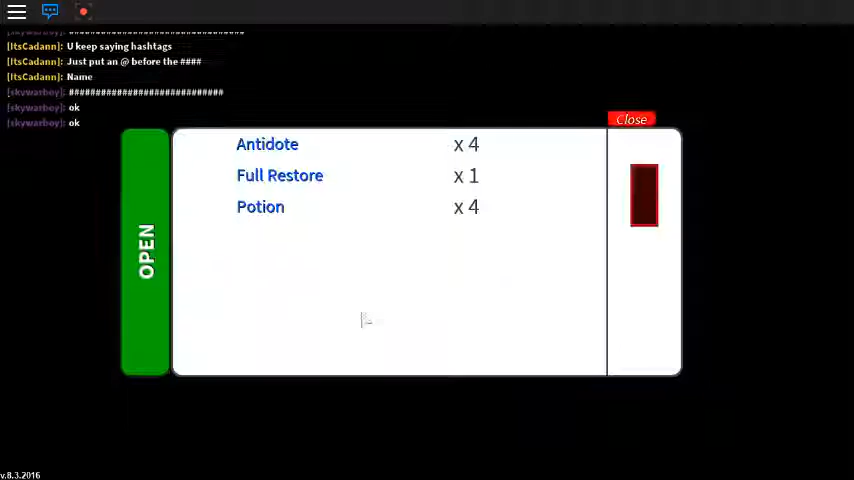 [skywarboy]: ##################################
[ItsCadann]: U keep saying hashtags
[ItsCadann]: Just put an @ before the ####
[ItsCadann]: Name
[skywarboy]: #############################
[skywarboy]: ok
[skywarboy]: ok
Close
Antidote x 4
Full Restore x 1
Potion x 4
OPEN
v.8.3.2016